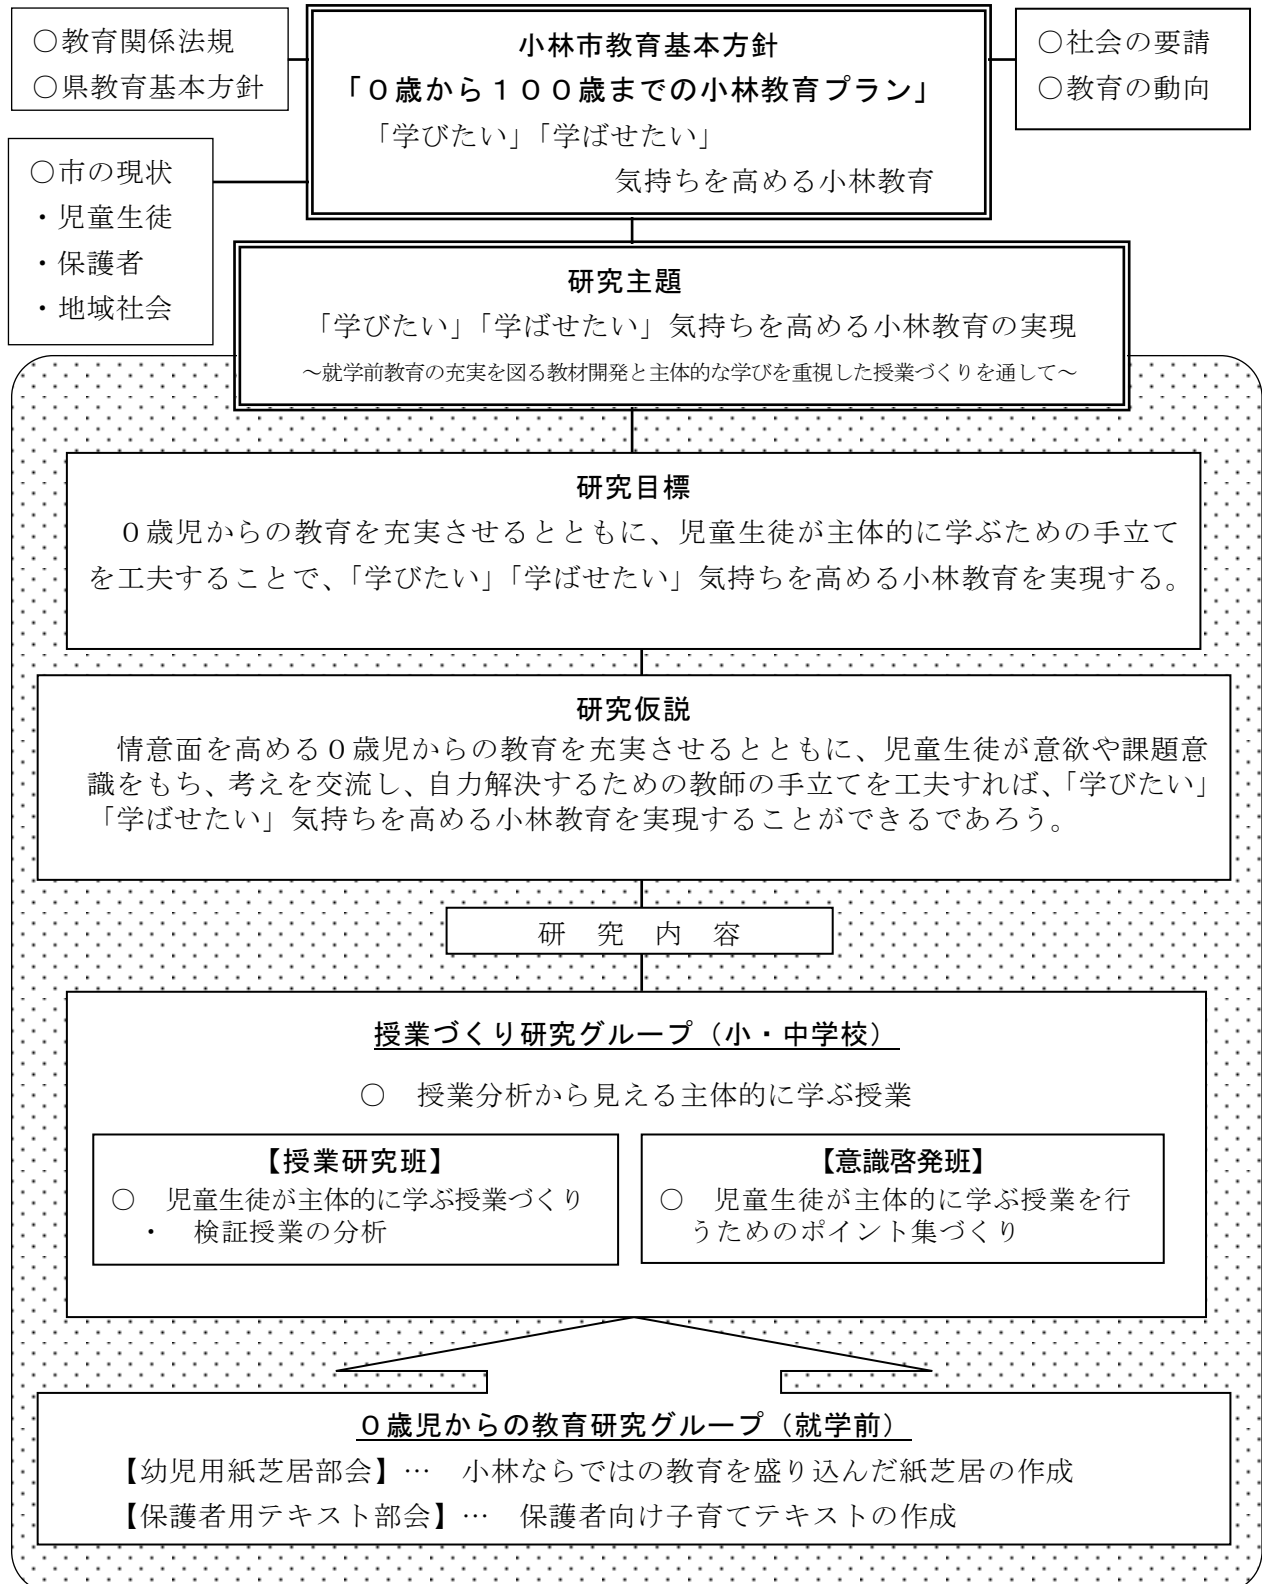 ○教育関係法規
○県教育基本方針
小林市教育基本方針
「０歳から１００歳までの小林教育プラン」
「学びたい」「学ばせたい」
気持ちを高める小林教育
○社会の要請
○教育の動向
○市の現状
・児童生徒
・保護者
・地域社会
研究主題
「学びたい」「学ばせたい」気持ちを高める小林教育の実現
～就学前教育の充実を図る教材開発と主体的な学びを重視した授業づくりを通して～
研究目標
０歳児からの教育を充実させるとともに、児童生徒が主体的に学ぶための手立て
を工夫することで、「学びたい」「学ばせたい」気持ちを高める小林教育を実現する。
研究仮説
情意面を高める０歳児からの教育を充実させるとともに、児童生徒が意欲や課題意
識をもち、考えを交流し、自力解決するための教師の手立てを工夫すれば、「学びたい」
「学ばせたい」気持ちを高める小林教育を実現することができるであろう。
研　究　内　容
授業づくり研究グループ（小・中学校）
○　授業分析から見える主体的に学ぶ授業
【授業研究班】
○　児童生徒が主体的に学ぶ授業づくり
・　検証授業の分析
【意識啓発班】
○　児童生徒が主体的に学ぶ授業を行
うためのポイント集づくり
０歳児からの教育研究グループ（就学前）
【幼児用紙芝居部会】…　小林ならではの教育を盛り込んだ紙芝居の作成
【保護者用テキスト部会】…　保護者向け子育てテキストの作成